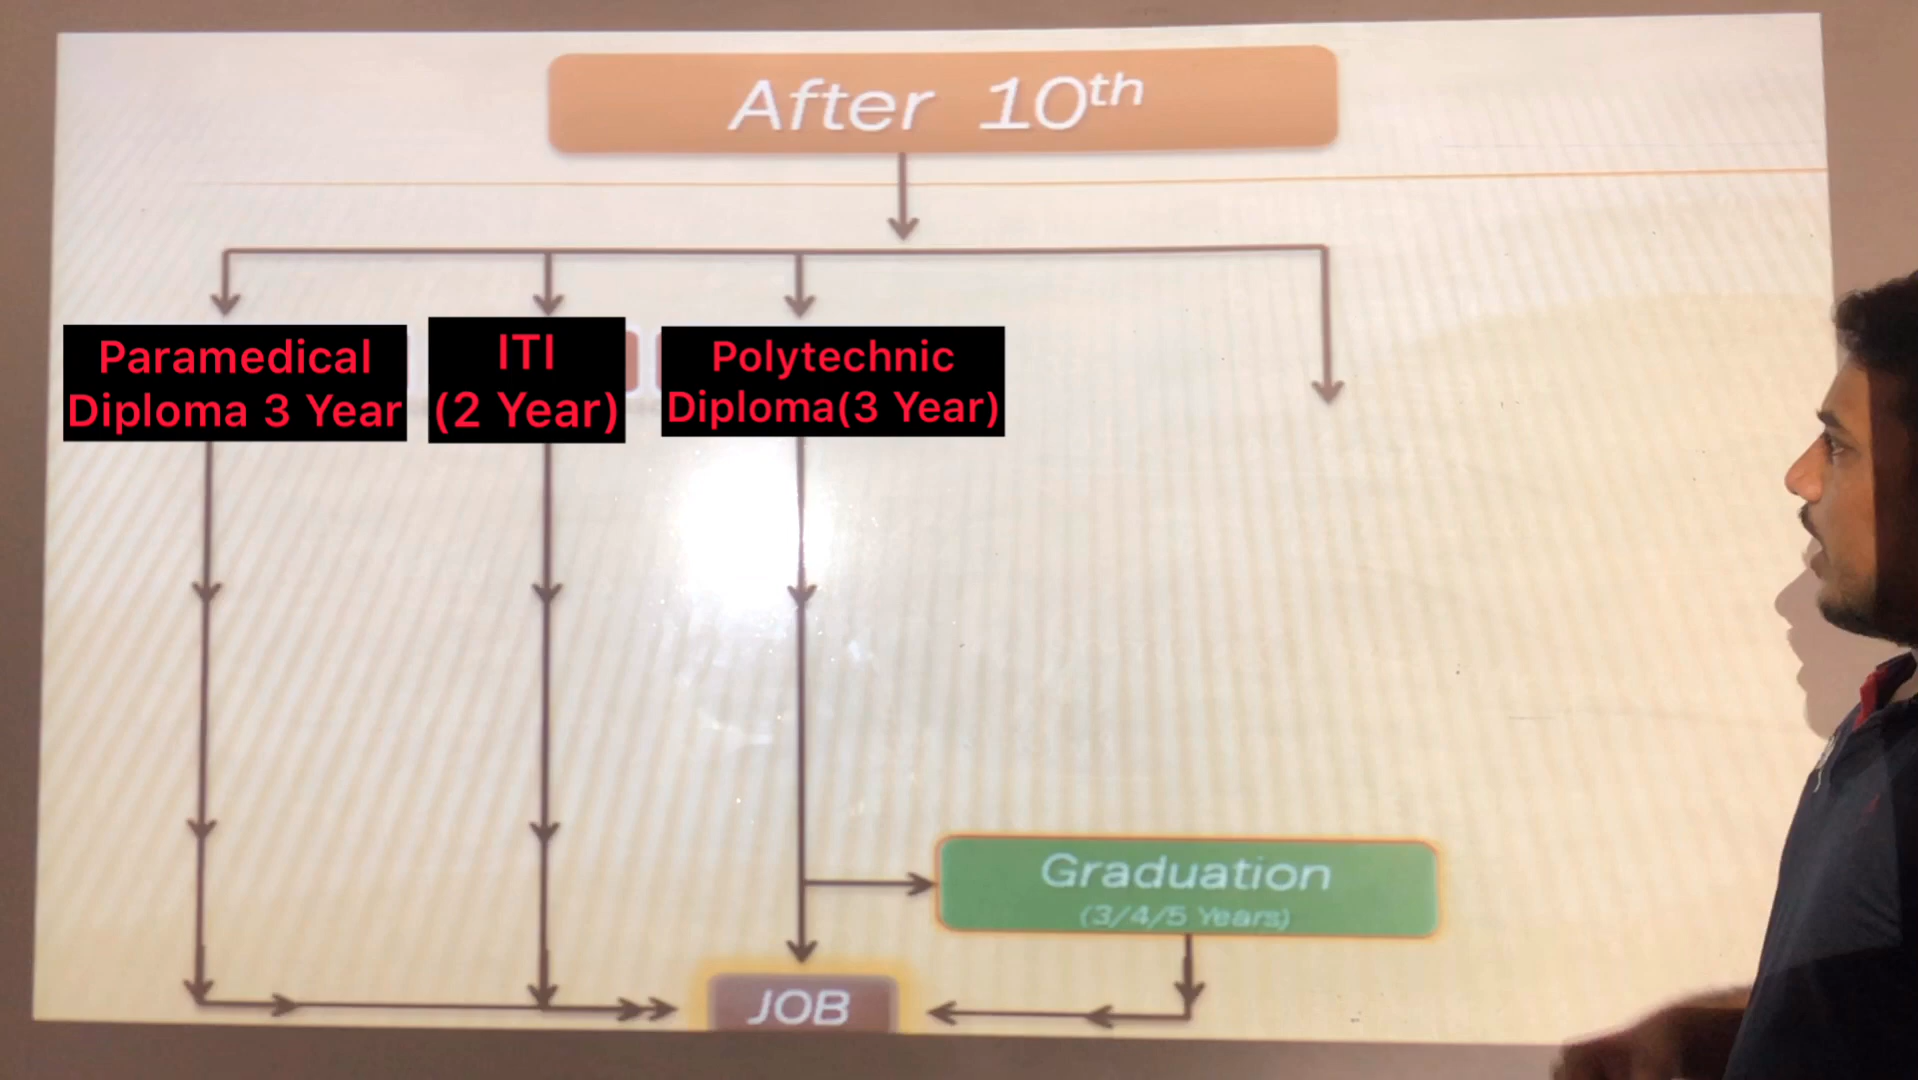 After 10th
Paramedical
Diploma 3 Year
ITI
(2 Year)
Polytechnic
Diploma(3 Year)
Graduation
(3/4/5 Years)
JOB